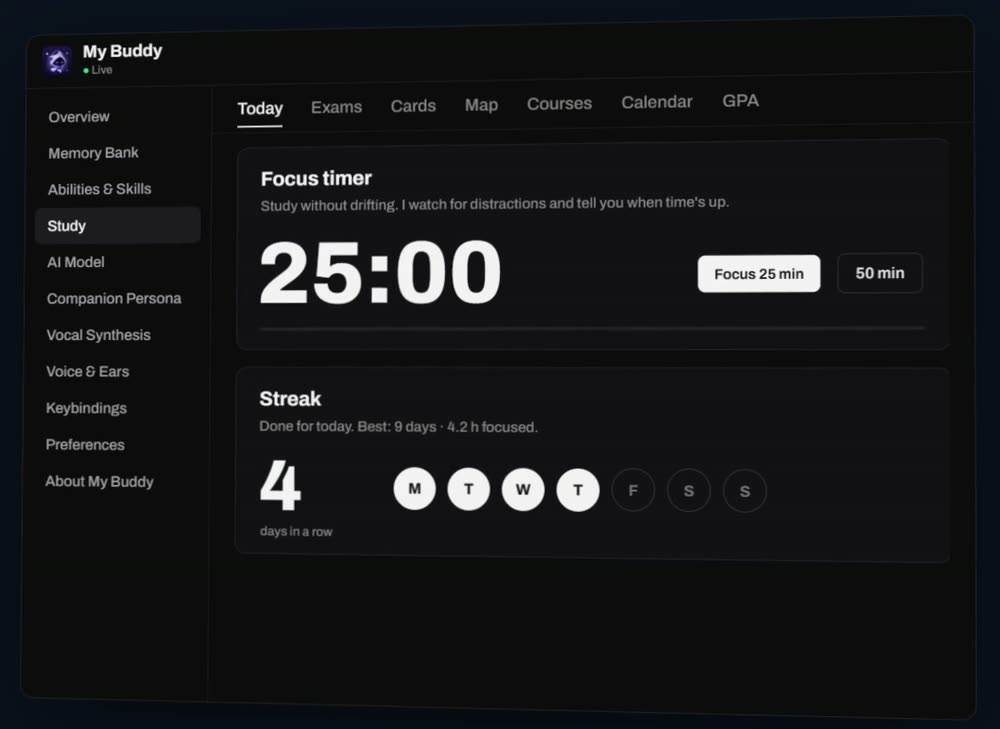 My Buddy
Live
Overview
Memory Bank
Abilities & Skills
Study
AI Model
Companion Persona
Vocal Synthesis
Voice & Ears
Keybindings
Preferences
About My Buddy
Today Exams Cards Map Courses Calendar GPA
Focus timer
Study without drifting. I watch for distractions and tell you when time's up.
25:00
Focus 25 min 50 min
Streak
Done for today. Best: 9 days · 4.2 h focused.
4
days in a row
M T W T F S S